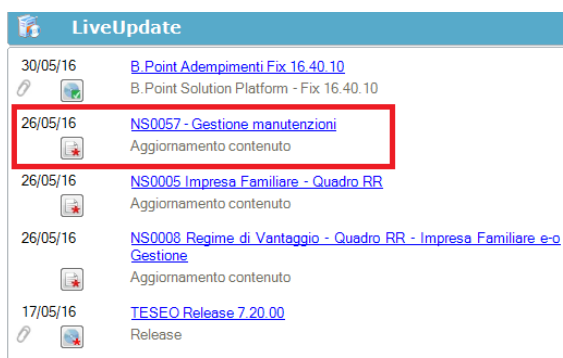 LiveUpdate
30/05/16 B.Point Adempimenti Fix 16.40.10
B.Point Solution Platform - Fix 16.40.10
26/05/16 NS0057 - Gestione manutenzioni
Aggiornamento contenuto
26/05/16 NS0005 Impresa Familiare - Quadro RR
Aggiornamento contenuto
26/05/16 NS0008 Regime di Vantaggio - Quadro RR - Impresa Familiare e-o
Gestione
Aggiornamento contenuto
17/05/16 TESEO Release 7.20.00
Release